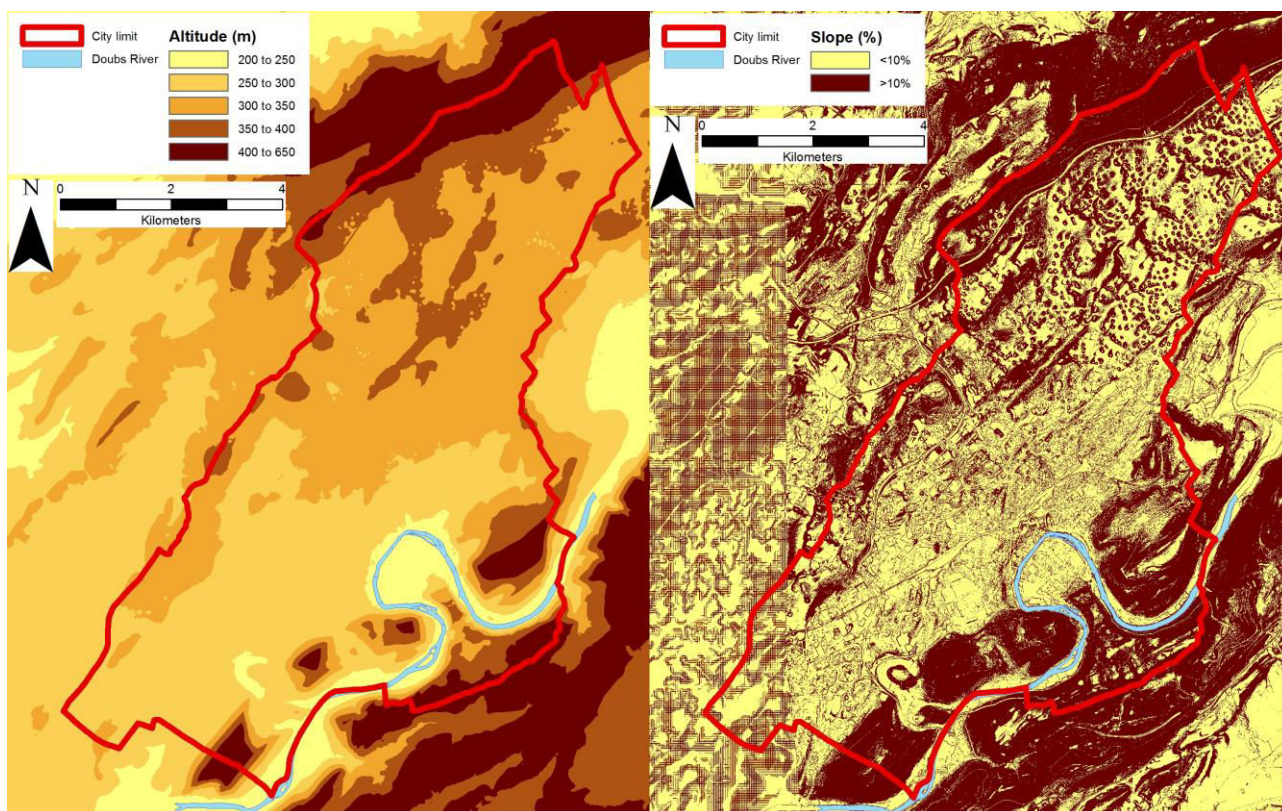 City limit
Doubs River
Altitude (m)
200 to 250
250 to 300
300 to 350
350 to 400
400 to 650
N
0 2 4
Kilometers
City limit
Doubs River
Slope (%)
<10%
>10%
N
0 2 4
Kilometers